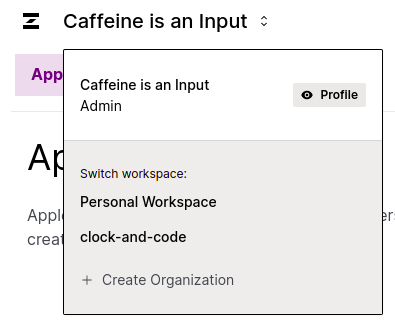 Caffeine is an Input
App
Caffeine is an Input
Admin
Profile
Ap
Switch workspace:
Personal Workspace
Apple
creat
clock-and-code
Create Organization